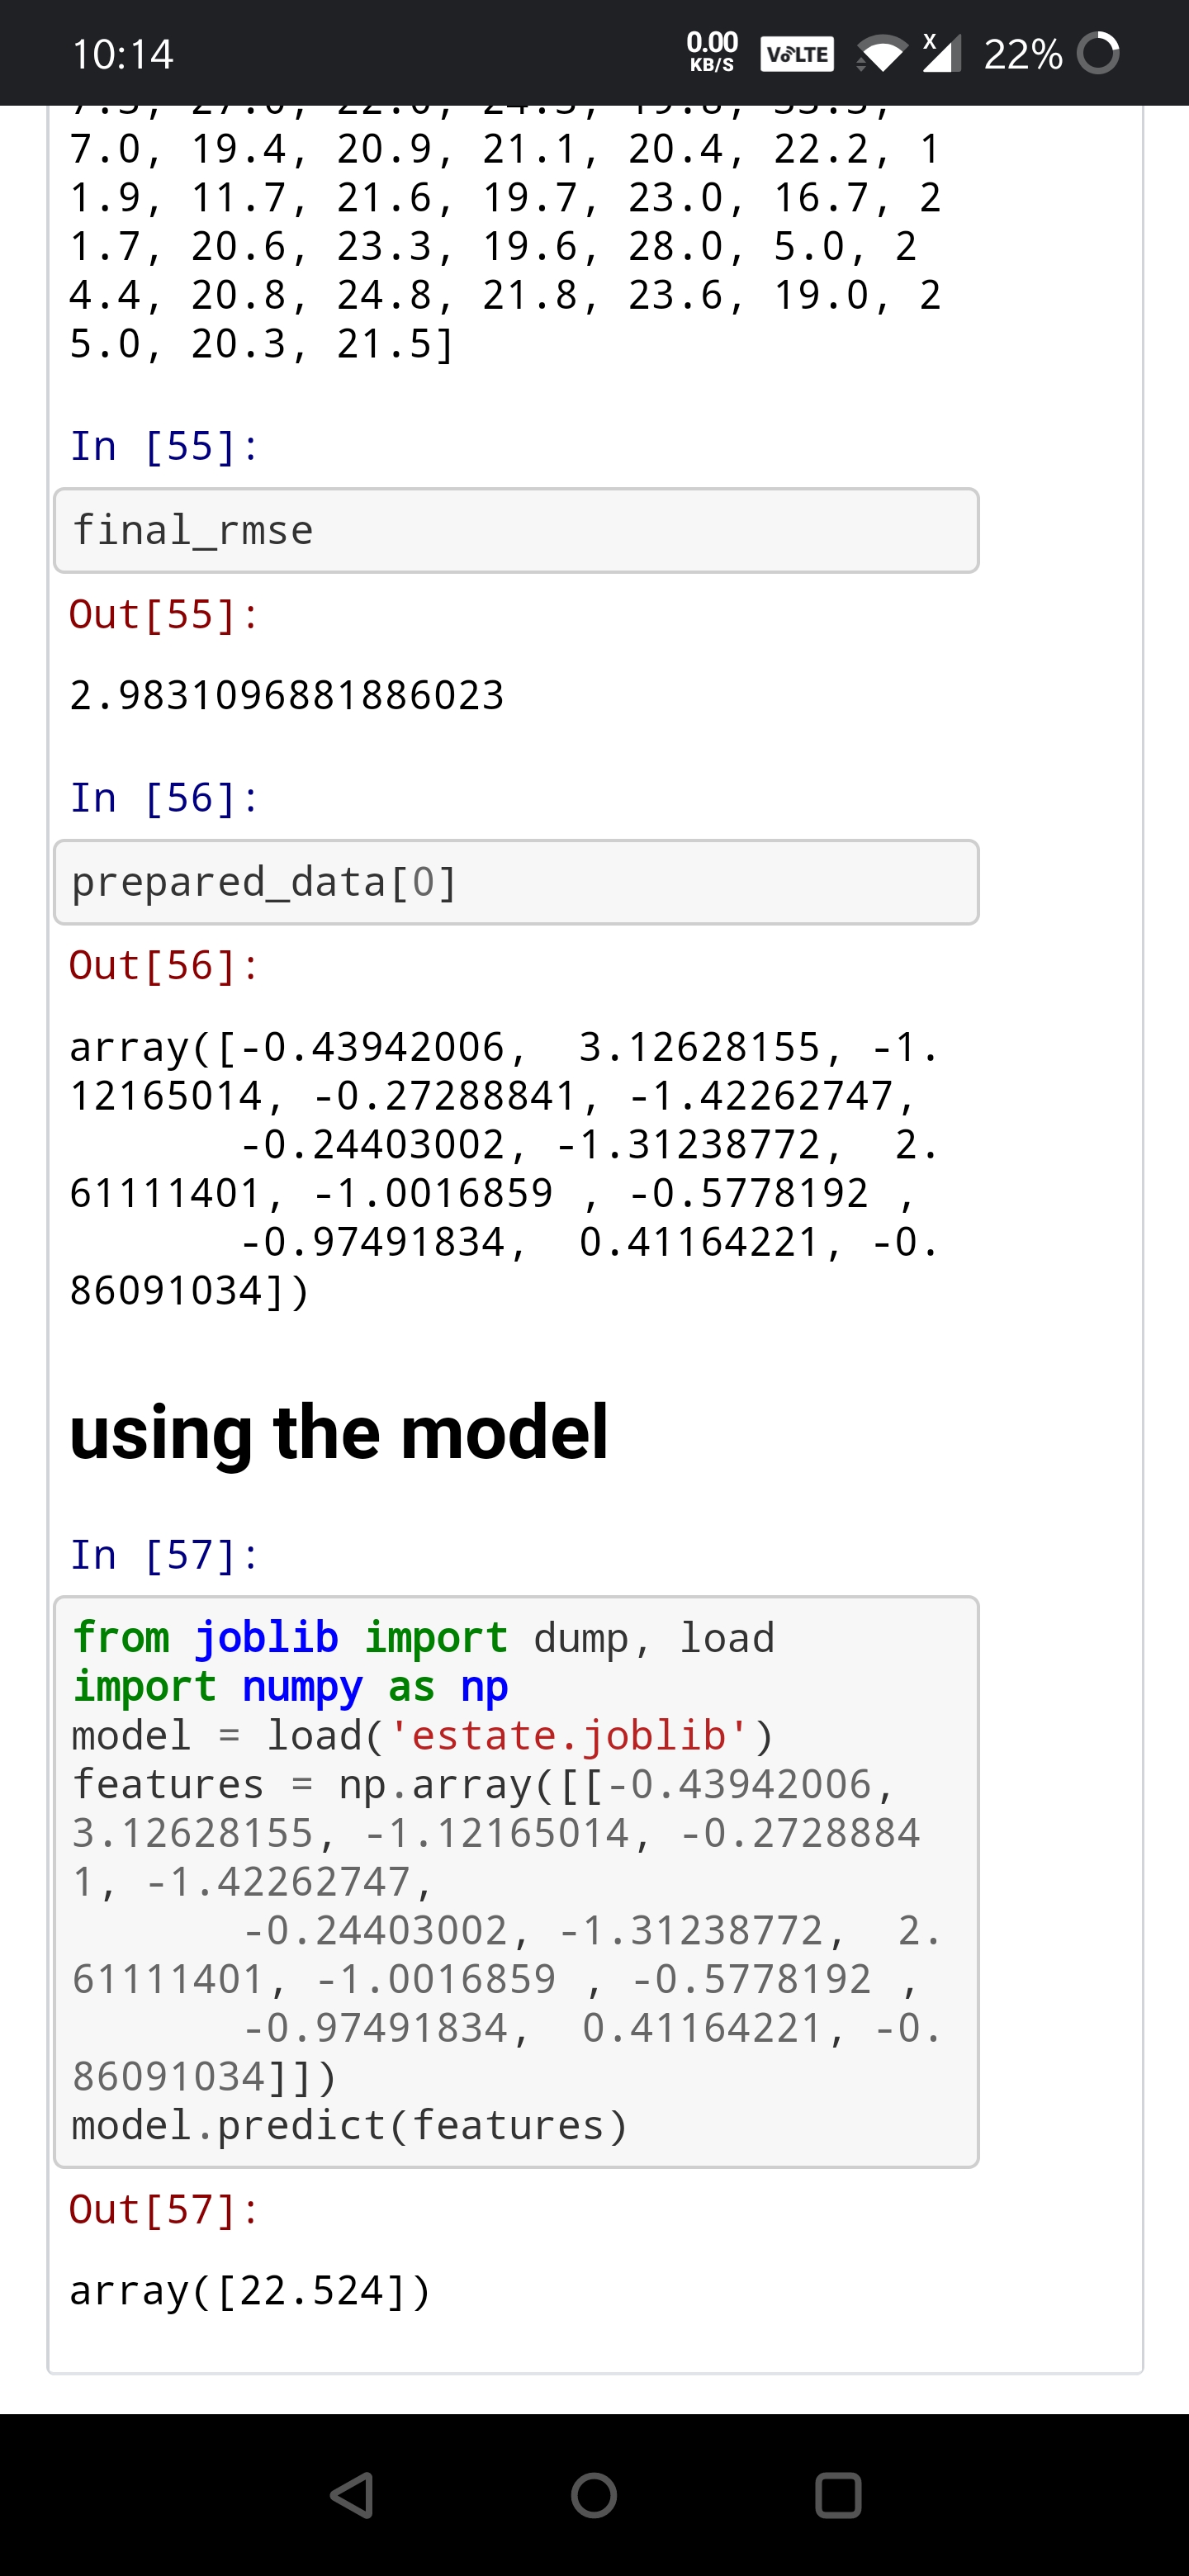 10:14 0.00 KB/S VoLTE X 22%
7.0, 19.4, 20.9, 21.1, 20.4, 22.2, 1
1.9, 11.7, 21.6, 19.7, 23.0, 16.7, 2
1.7, 20.6, 23.3, 19.6, 28.0, 5.0, 2
4.4, 20.8, 24.8, 21.8, 23.6, 19.0, 2
5.0, 20.3, 21.5]
In [55]:
final_rmse
Out[55]:
2.9831096881886023
In [56]:
prepared_data[0]
Out[56]:
array([-0.43942006,  3.12628155, -1.
12165014, -0.27288841, -1.42262747,
       -0.24403002, -1.31238772,  2.
61111401, -1.0016859 , -0.5778192 ,
       -0.97491834,  0.41164221, -0.
86091034])
using the model
In [57]:
from joblib import dump, load
import numpy as np
model = load('estate.joblib')
features = np.array([[-0.43942006,
3.12628155, -1.12165014, -0.2728884
1, -1.42262747,
       -0.24403002, -1.31238772,  2.
61111401, -1.0016859 , -0.5778192 ,
       -0.97491834,  0.41164221, -0.
86091034]])
model.predict(features)
Out[57]:
array([22.524])